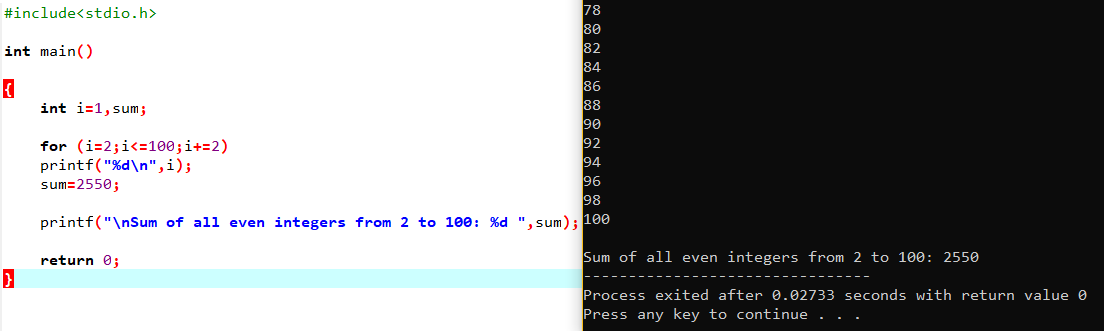 #include<stdio.h>
int main()
{
int i=1,sum;
for (i=2;i<=100;i+=2)
printf("%d\n",i);
sum=2550;
printf("\nSum of all even integers from 2 to 100: %d ",sum);
return 0;
}
78
80
82
84
86
88
90
92
94
96
98
100
Sum of all even integers from 2 to 100: 2550
--------------------------------
Process exited after 0.02733 seconds with return value 0
Press any key to continue . . .